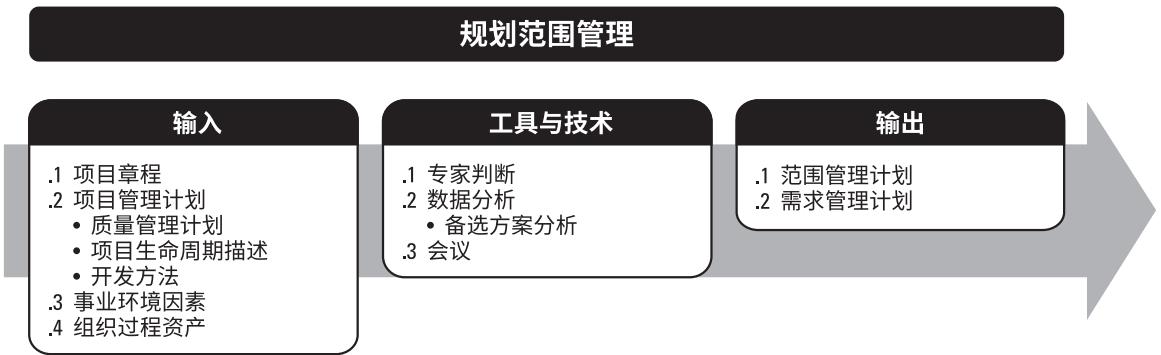 规划范围管理
输入
.1 项目章程
.2 项目管理计划
• 质量管理计划
• 项目生命周期描述
• 开发方法
.3 事业环境因素
.4 组织过程资产
工具与技术
.1 专家判断
.2 数据分析
• 备选方案分析
.3 会议
输出
.1 范围管理计划
.2 需求管理计划